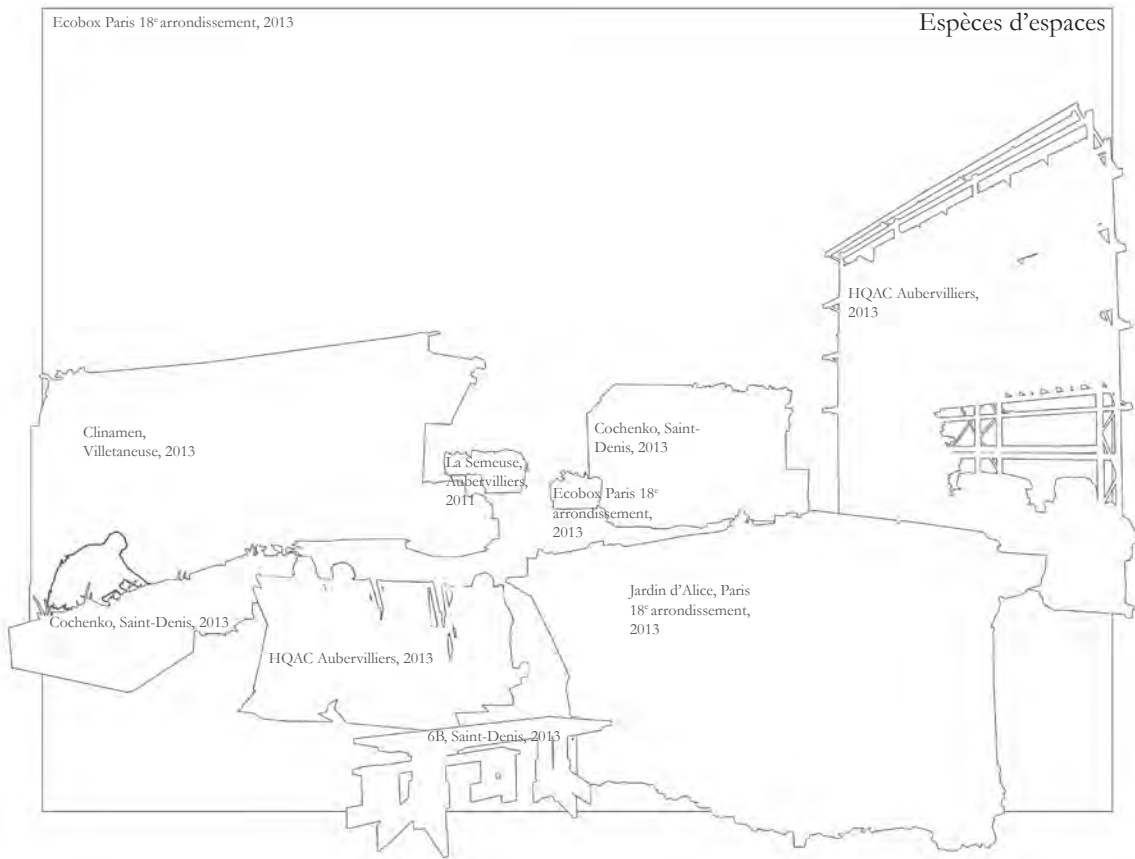 Ecobox Paris 18e arrondissement, 2013
Espèces d’espaces
HQAC Aubervilliers,
2013
Clinamen,
Villetaneuse, 2013
Cochenko, Saint-
Denis, 2013
La Semeuse,
Aubervilliers,
2011
Ecobox Paris 18e
arrondissement,
2013
Jardin d’Alice, Paris
18e arrondissement,
2013
Cochenko, Saint-Denis, 2013
HQAC Aubervilliers, 2013
6B, Saint-Denis, 2013